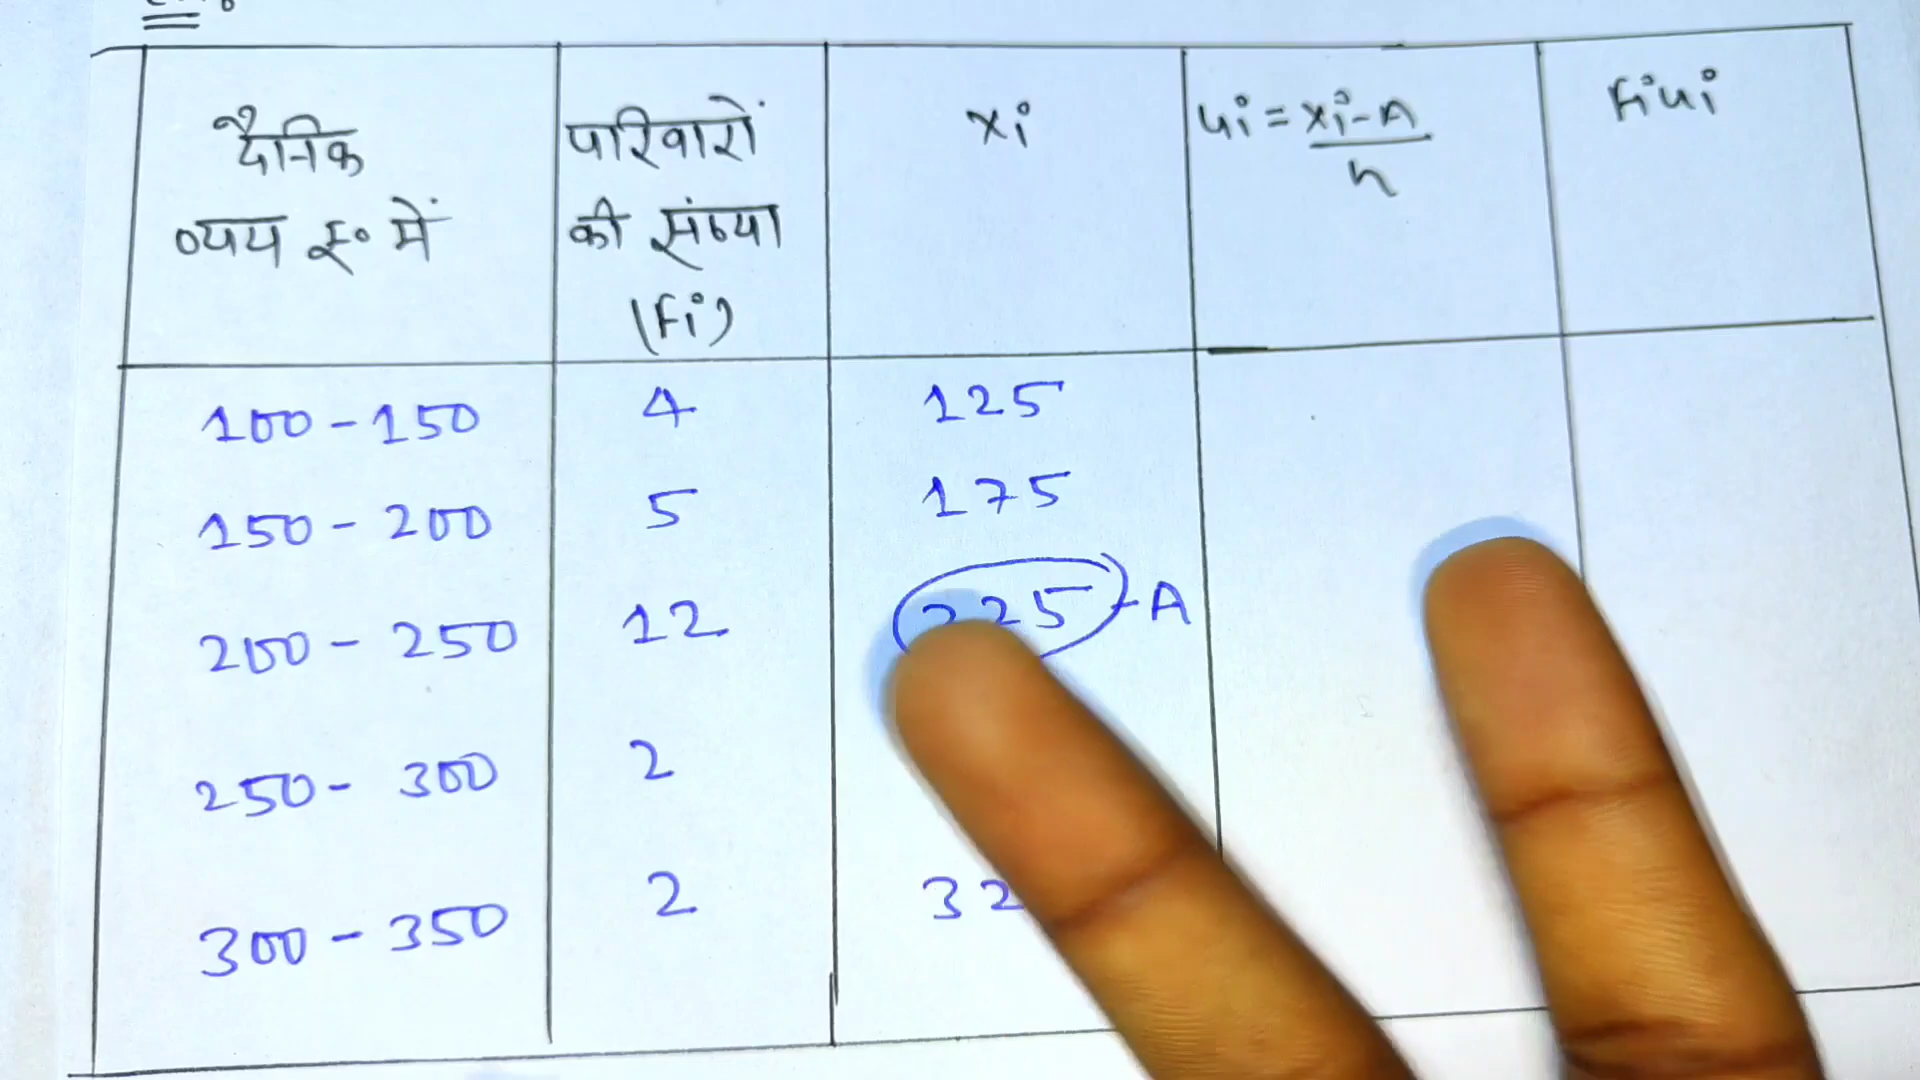 दैनिक
व्यय रू० में
परिवारों
की संख्या
(Fi)
xi
ui = xi - A
h
Fiui
100 - 150 4 125
150 - 200 5 175
200 - 250 12 225 - A
250 - 300 2
300 - 350 2 32